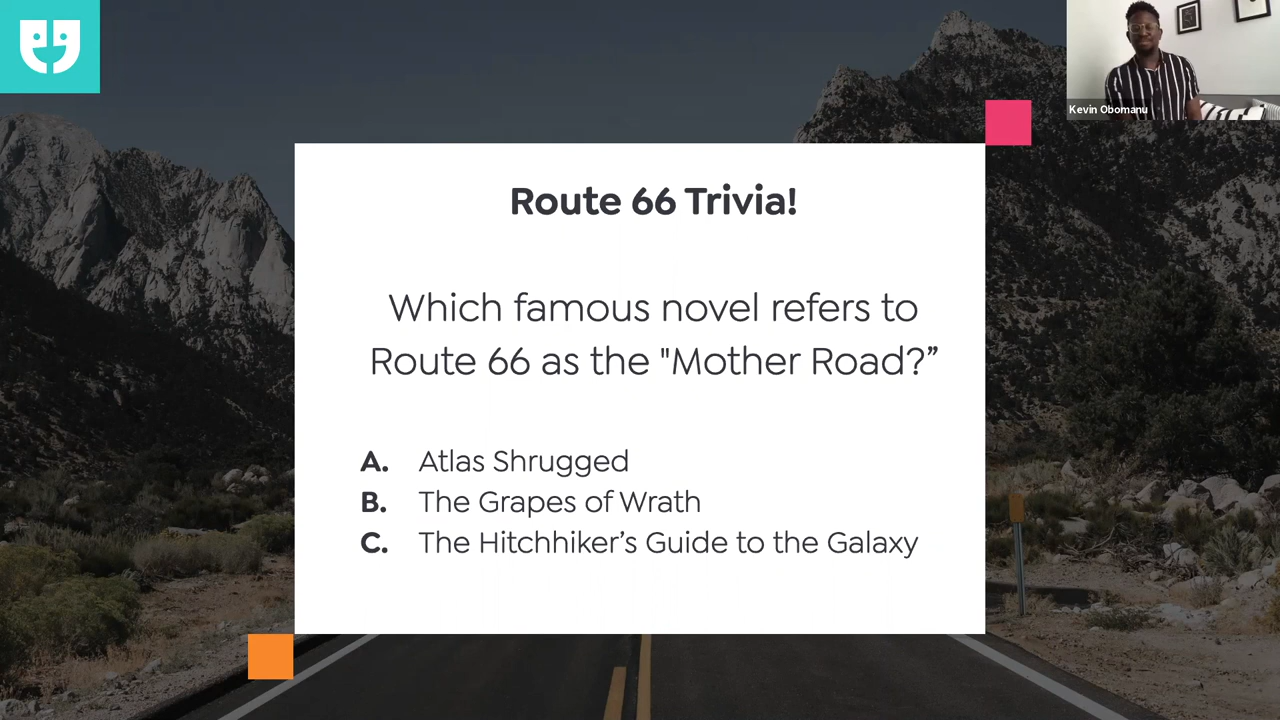 Kevin Obomanu
Route 66 Trivia!
Which famous novel refers to
Route 66 as the "Mother Road?”
A. Atlas Shrugged
B. The Grapes of Wrath
C. The Hitchhiker’s Guide to the Galaxy